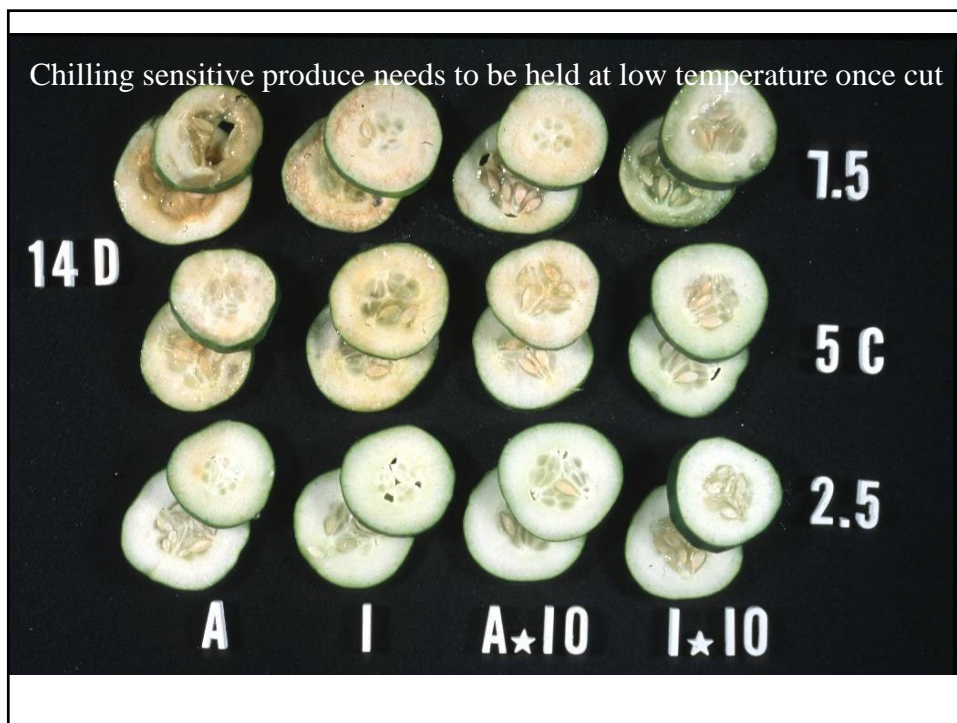 Chilling sensitive produce needs to be held at low temperature once cut
7.5
14 D
5 C
2.5
A I A★10 I★10